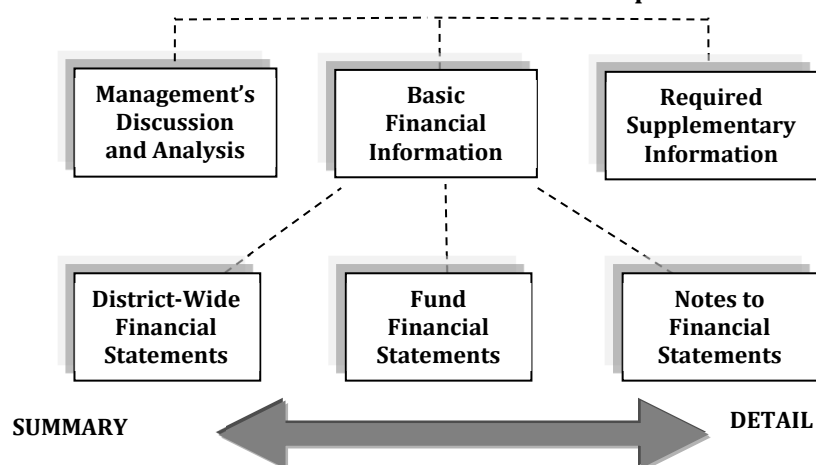 Management’s
Discussion
and Analysis
Basic
Financial
Information
Required
Supplementary
Information
District-Wide
Financial
Statements
Fund
Financial
Statements
Notes to
Financial
Statements
SUMMARY
DETAIL